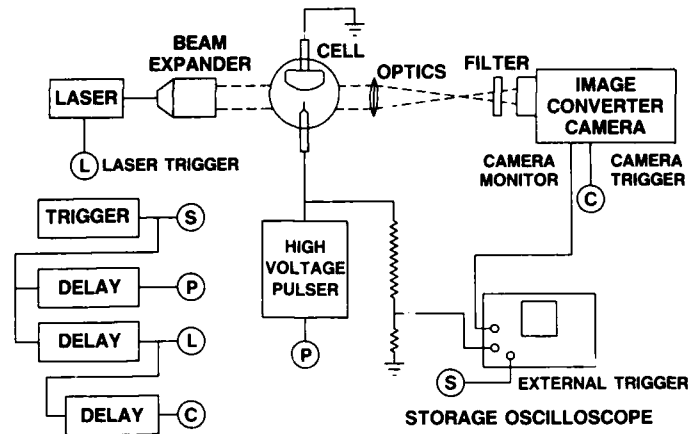 BEAM
EXPANDER
CELL
OPTICS
FILTER
LASER
IMAGE
CONVERTER
CAMERA
L LASER TRIGGER
CAMERA
MONITOR
CAMERA
TRIGGER
C
TRIGGER S
DELAY P
DELAY L
DELAY C
HIGH
VOLTAGE
PULSER
P
S EXTERNAL TRIGGER
STORAGE OSCILLOSCOPE